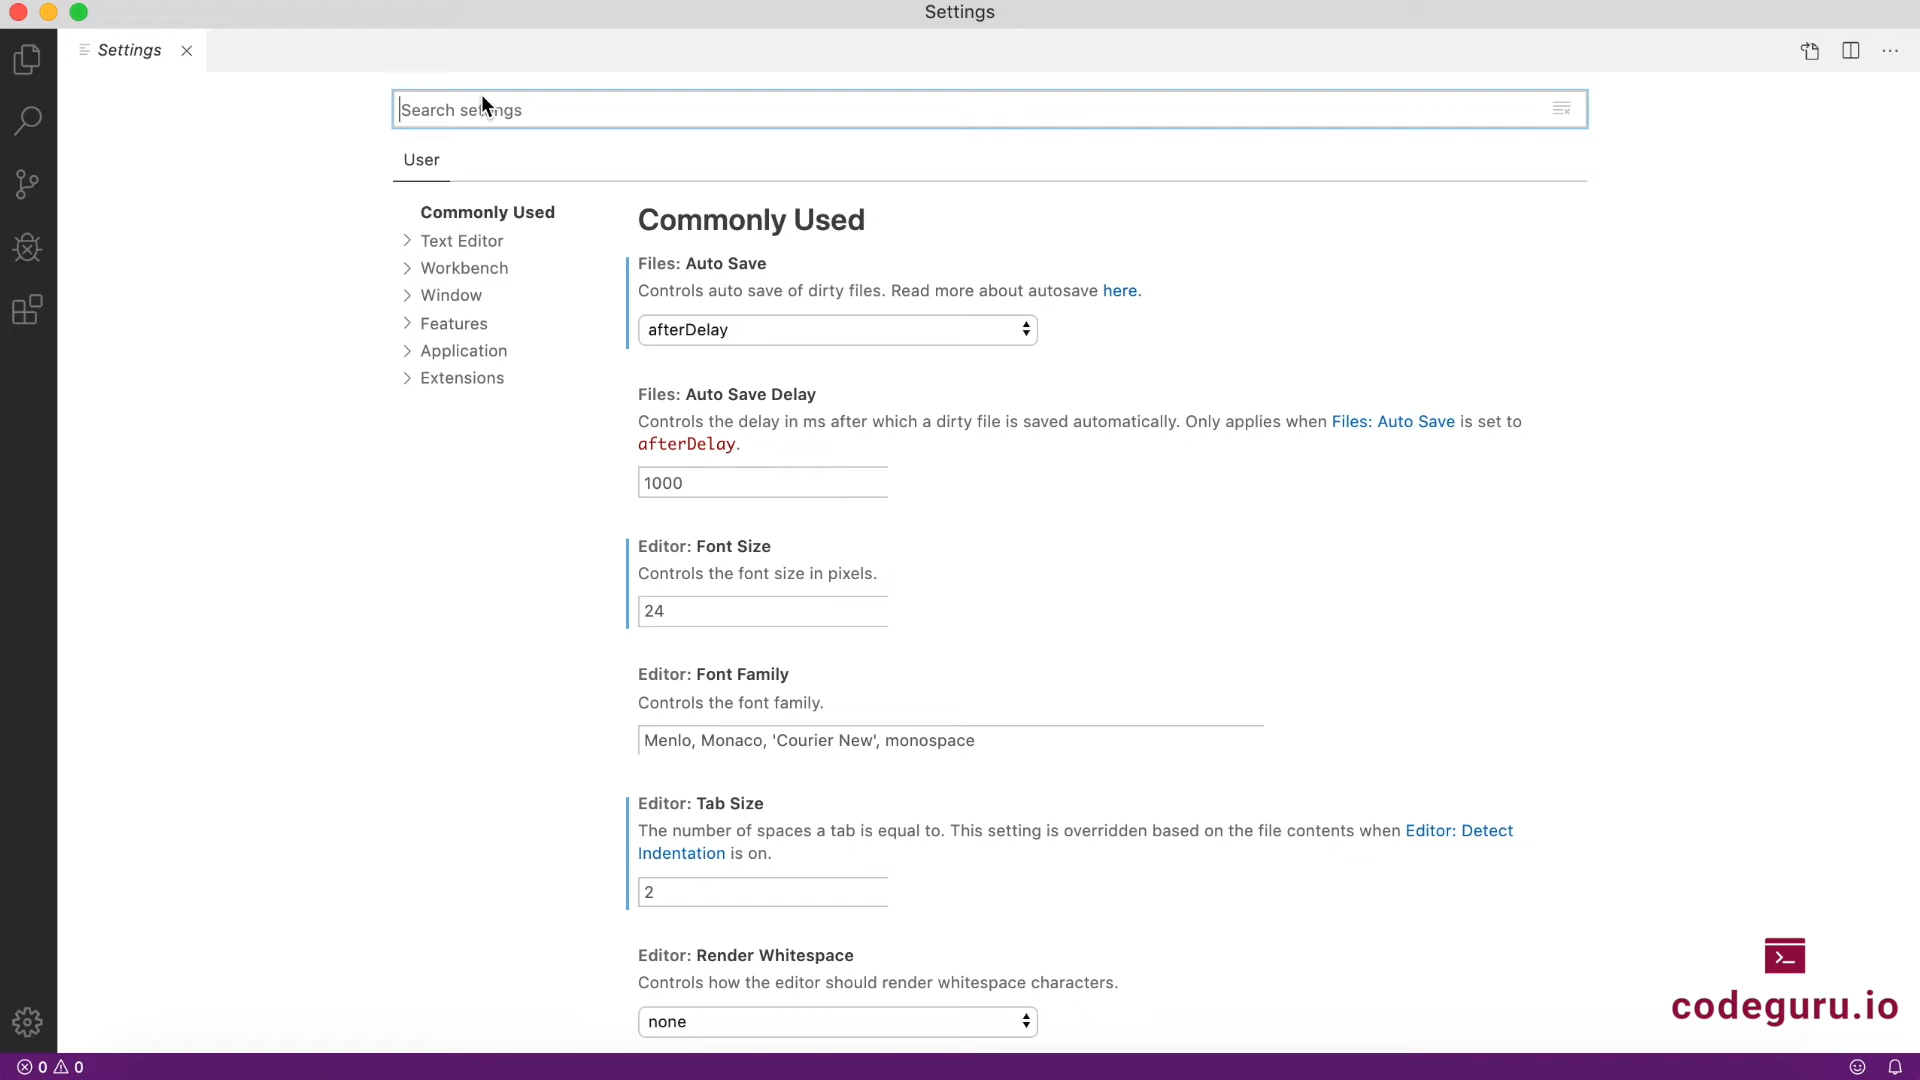 Settings
Settings
Search settings
User
Commonly Used
Text Editor
Workbench
Window
Features
Application
Extensions
Commonly Used
Files: Auto Save
Controls auto save of dirty files. Read more about autosave here.
afterDelay
Files: Auto Save Delay
Controls the delay in ms after which a dirty file is saved automatically. Only applies when Files: Auto Save is set to
afterDelay.
1000
Editor: Font Size
Controls the font size in pixels.
24
Editor: Font Family
Controls the font family.
Menlo, Monaco, 'Courier New', monospace
Editor: Tab Size
The number of spaces a tab is equal to. This setting is overridden based on the file contents when Editor: Detect
Indentation is on.
2
Editor: Render Whitespace
Controls how the editor should render whitespace characters.
none
codeguru.io
0 0